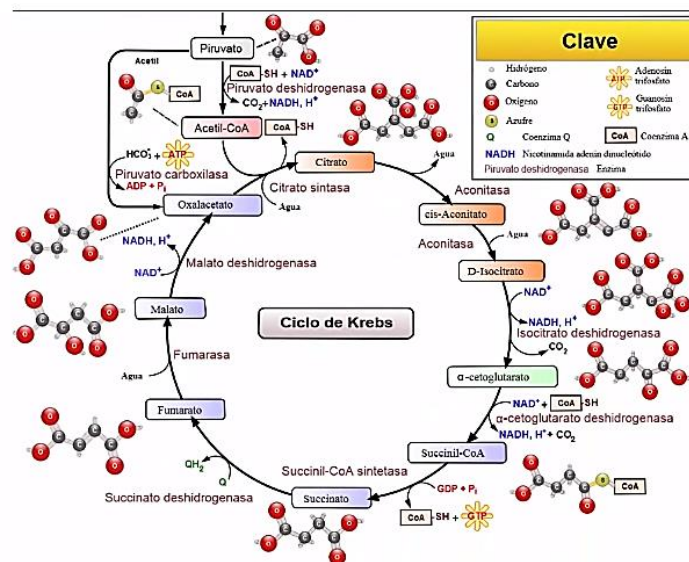 Clave
Hidrógeno
Carbono
Oxígeno
S Azufre
Q Coenzima Q
ATP Adenosin trifosfato
GTP Guanosin trifosfato
CoA Coenzima A
NADH Nicotinamida adenin dinucleótido
Piruvato deshidrogenasa Enzima
Piruvato
Acetil
CoA-SH + NAD+
Piruvato deshidrogenasa
CO2+NADH, H+
S CoA
Acetil-CoA
CoA-SH
HCO3- + ATP
Piruvato carboxilasa
ADP + Pi
Citrato
Agua
Citrato sintasa
Agua
Aconitasa
cis-Aconitato
Aconitasa
Agua
D-Isocitrato
Oxalacetato
NADH, H+
Malato deshidrogenasa
NAD+
NAD+
NADH, H+
Isocitrato deshidrogenasa
CO2
Malato
Ciclo de Krebs
Fumarasa
Agua
α-cetoglutarato
NAD+ + CoA-SH
α-cetoglutarato deshidrogenasa
NADH, H+ + CO2
Fumarato
Succinil-CoA
Succinil-CoA sintetasa
QH2
Q
Succinato deshidrogenasa
Succinato
GDP + Pi
CoA-SH + GTP
S CoA